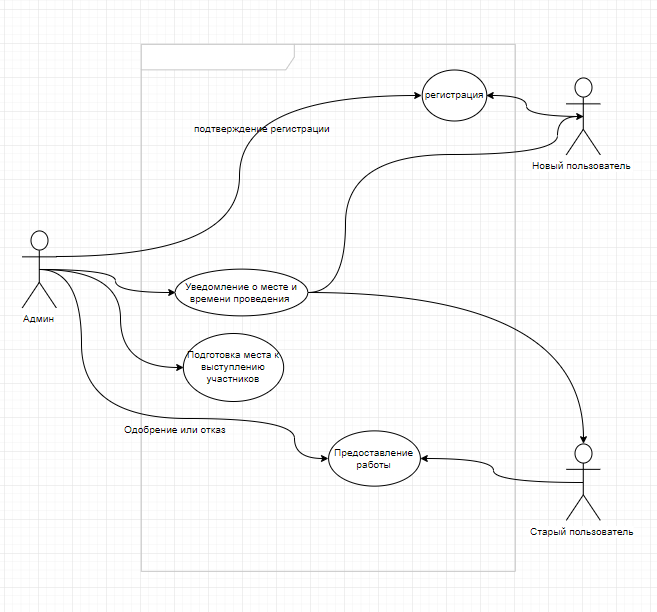 регистрация
подтверждение регистрации
Новый пользователь
Уведомление о месте и
времени проведения
Админ
Подготовка места к
выступлению
участников
Одобрение или отказ
Предоставление
работы
Старый пользователь